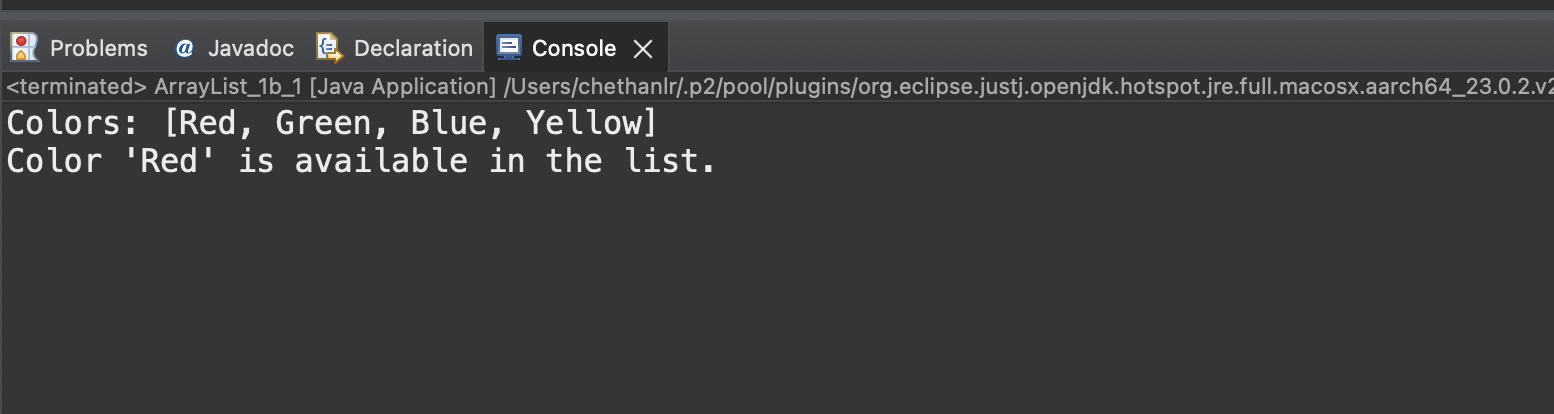 Problems @ Javadoc Declaration Console
<terminated> ArrayList_1b_1 [Java Application] /Users/chethanlr/.p2/pool/plugins/org.eclipse.justj.openjdk.hotspot.jre.full.macosx.aarch64_23.0.2.v2
Colors: [Red, Green, Blue, Yellow]
Color 'Red' is available in the list.